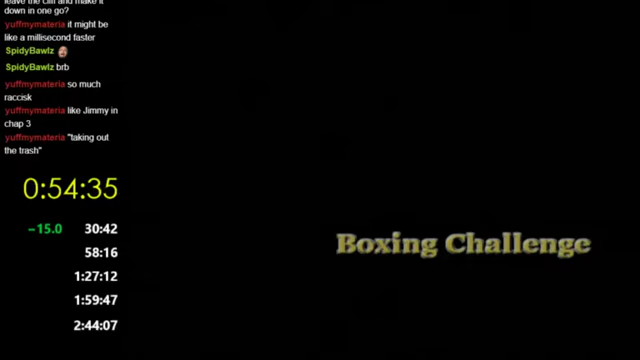 leave the cliff and make it
down in one go?
yuffmymateria it might be
like a millisecond faster
SpidyBawlz
SpidyBawlz brb
yuffmymateria so much
raccisk
yuffmymateria like Jimmy in
chap 3
yuffmymateria "taking out
the trash"
0:54:35
-15.0 30:42
58:16
Boxing Challenge
1:27:12
1:59:47
2:44:07